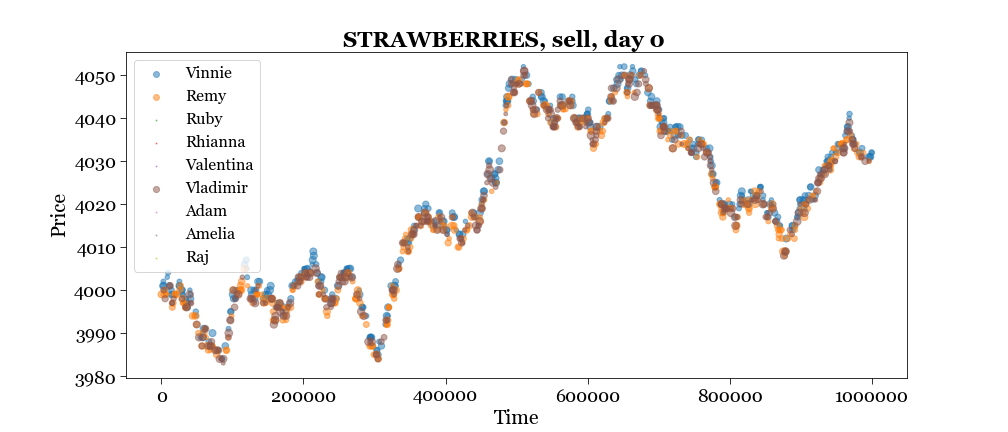 STRAWBERRIES, sell, day 0
Price
4050
4040
4030
4020
4010
4000
3990
3980
Vinnie
Remy
Ruby
Rhianna
Valentina
Vladimir
Adam
Amelia
Raj
0 200000 400000 600000 800000 1000000
Time